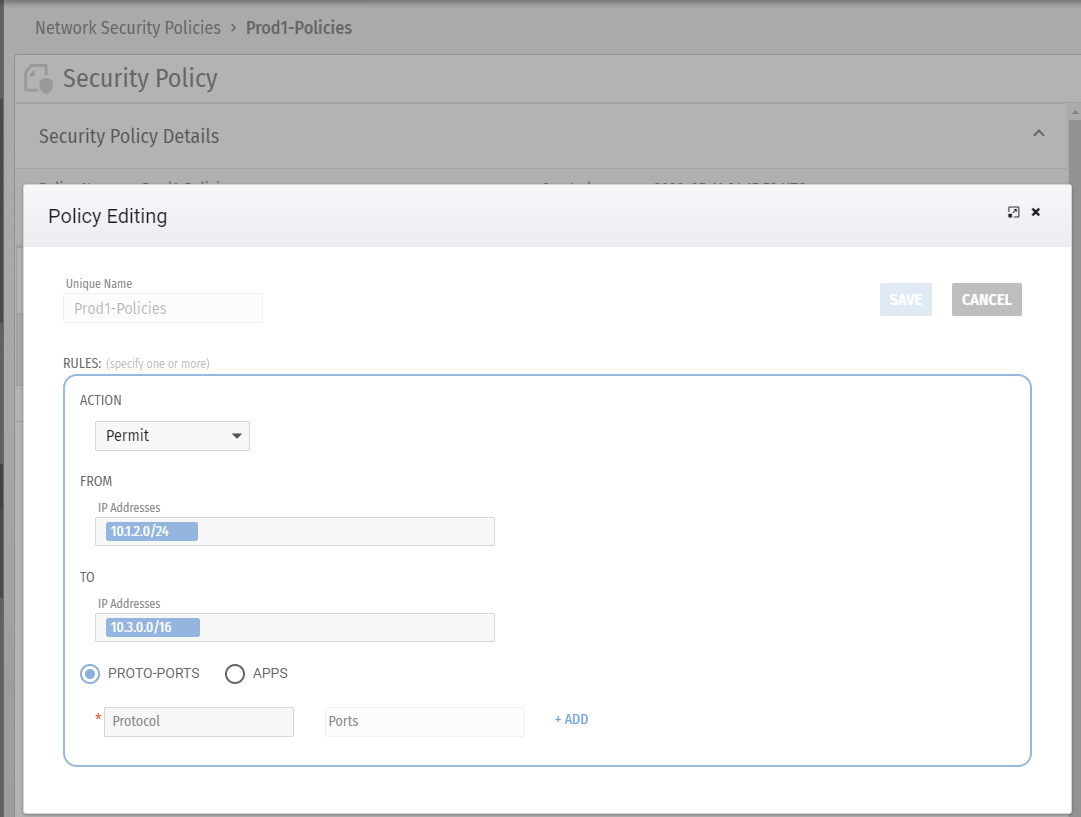 Network Security Policies > Prod1-Policies
Security Policy
Security Policy Details
Policy Editing
Unique Name
Prod1-Policies
SAVE
CANCEL
RULES: (specify one or more)
ACTION
Permit
FROM
IP Addresses
10.1.2.0/24
TO
IP Addresses
10.3.0.0/16
PROTO-PORTS
APPS
* Protocol
Ports
+ ADD